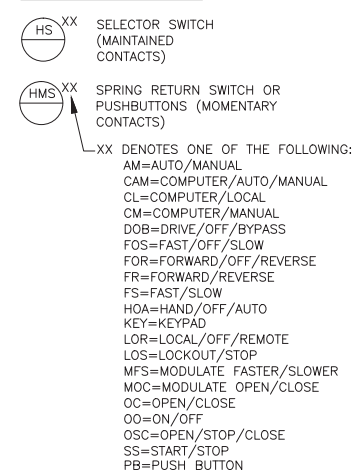 HS XX SELECTOR SWITCH
(MAINTAINED
CONTACTS)
HMS XX SPRING RETURN SWITCH OR
PUSHBUTTONS (MOMENTARY
CONTACTS)
XX DENOTES ONE OF THE FOLLOWING:
AM=AUTO/MANUAL
CAM=COMPUTER/AUTO/MANUAL
CL=COMPUTER/LOCAL
CM=COMPUTER/MANUAL
DOB=DRIVE/OFF/BYPASS
FOS=FAST/OFF/SLOW
FOR=FORWARD/OFF/REVERSE
FR=FORWARD/REVERSE
FS=FAST/SLOW
HOA=HAND/OFF/AUTO
KEY=KEYPAD
LOR=LOCAL/OFF/REMOTE
LOS=LOCKOUT/STOP
MFS=MODULATE FASTER/SLOWER
MOC=MODULATE OPEN/CLOSE
OC=OPEN/CLOSE
OO=ON/OFF
OSC=OPEN/STOP/CLOSE
SS=START/STOP
PB=PUSH BUTTON